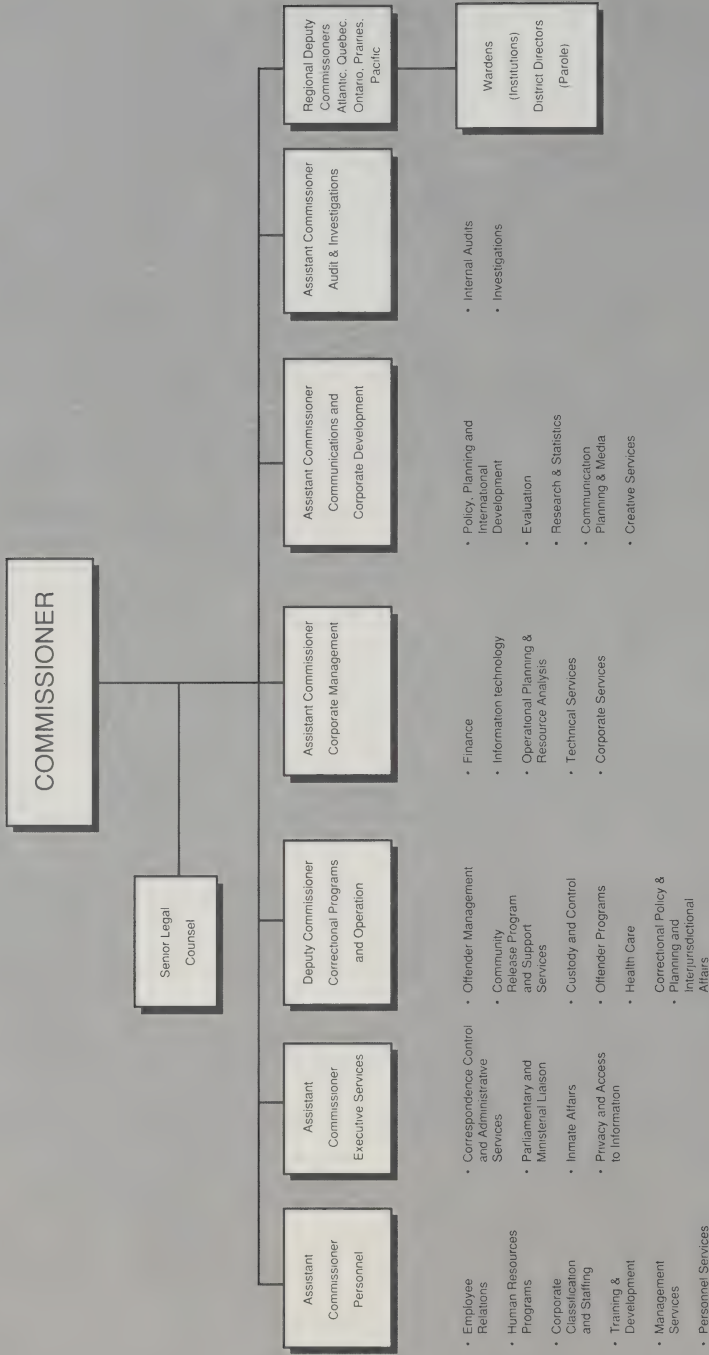 COMMISSIONER
Senior Legal
Counsel
Assistant
Commissioner
Personnel
• Employee
Relations
• Human Resources
Programs
• Corporate
Classification
and Staffing
• Training &
Development
• Management
Services
• Personnel Services
Assistant
Commissioner
Executive Services
• Correspondence Control
and Administrative
Services
• Parliamentary and
Ministerial Liaison
• Inmate Affairs
• Privacy and Access
to Information
Deputy Commissioner
Correctional Programs
and Operation
• Offender Management
• Community
Release Program
and Support
Services
• Custody and Control
• Offender Programs
• Health Care
Correctional Policy &
• Planning and
Interjurisdictional
Affairs
Assistant Commissioner
Corporate Management
• Finance
• Information technology
• Operational Planning &
Resource Analysis
• Technical Services
• Corporate Services
Assistant Commissioner
Communications and
Corporate Development
• Policy, Planning and
International
Development
• Evaluation
• Research & Statistics
• Communication
Planning & Media
• Creative Services
Assistant Commissioner
Audit & Investigations
• Internal Audits
• Investigations
Regional Deputy
Commissioners
Atlantic, Quebec,
Ontario, Prairies,
Pacific
Wardens
(Institutions)
District Directors
(Parole)